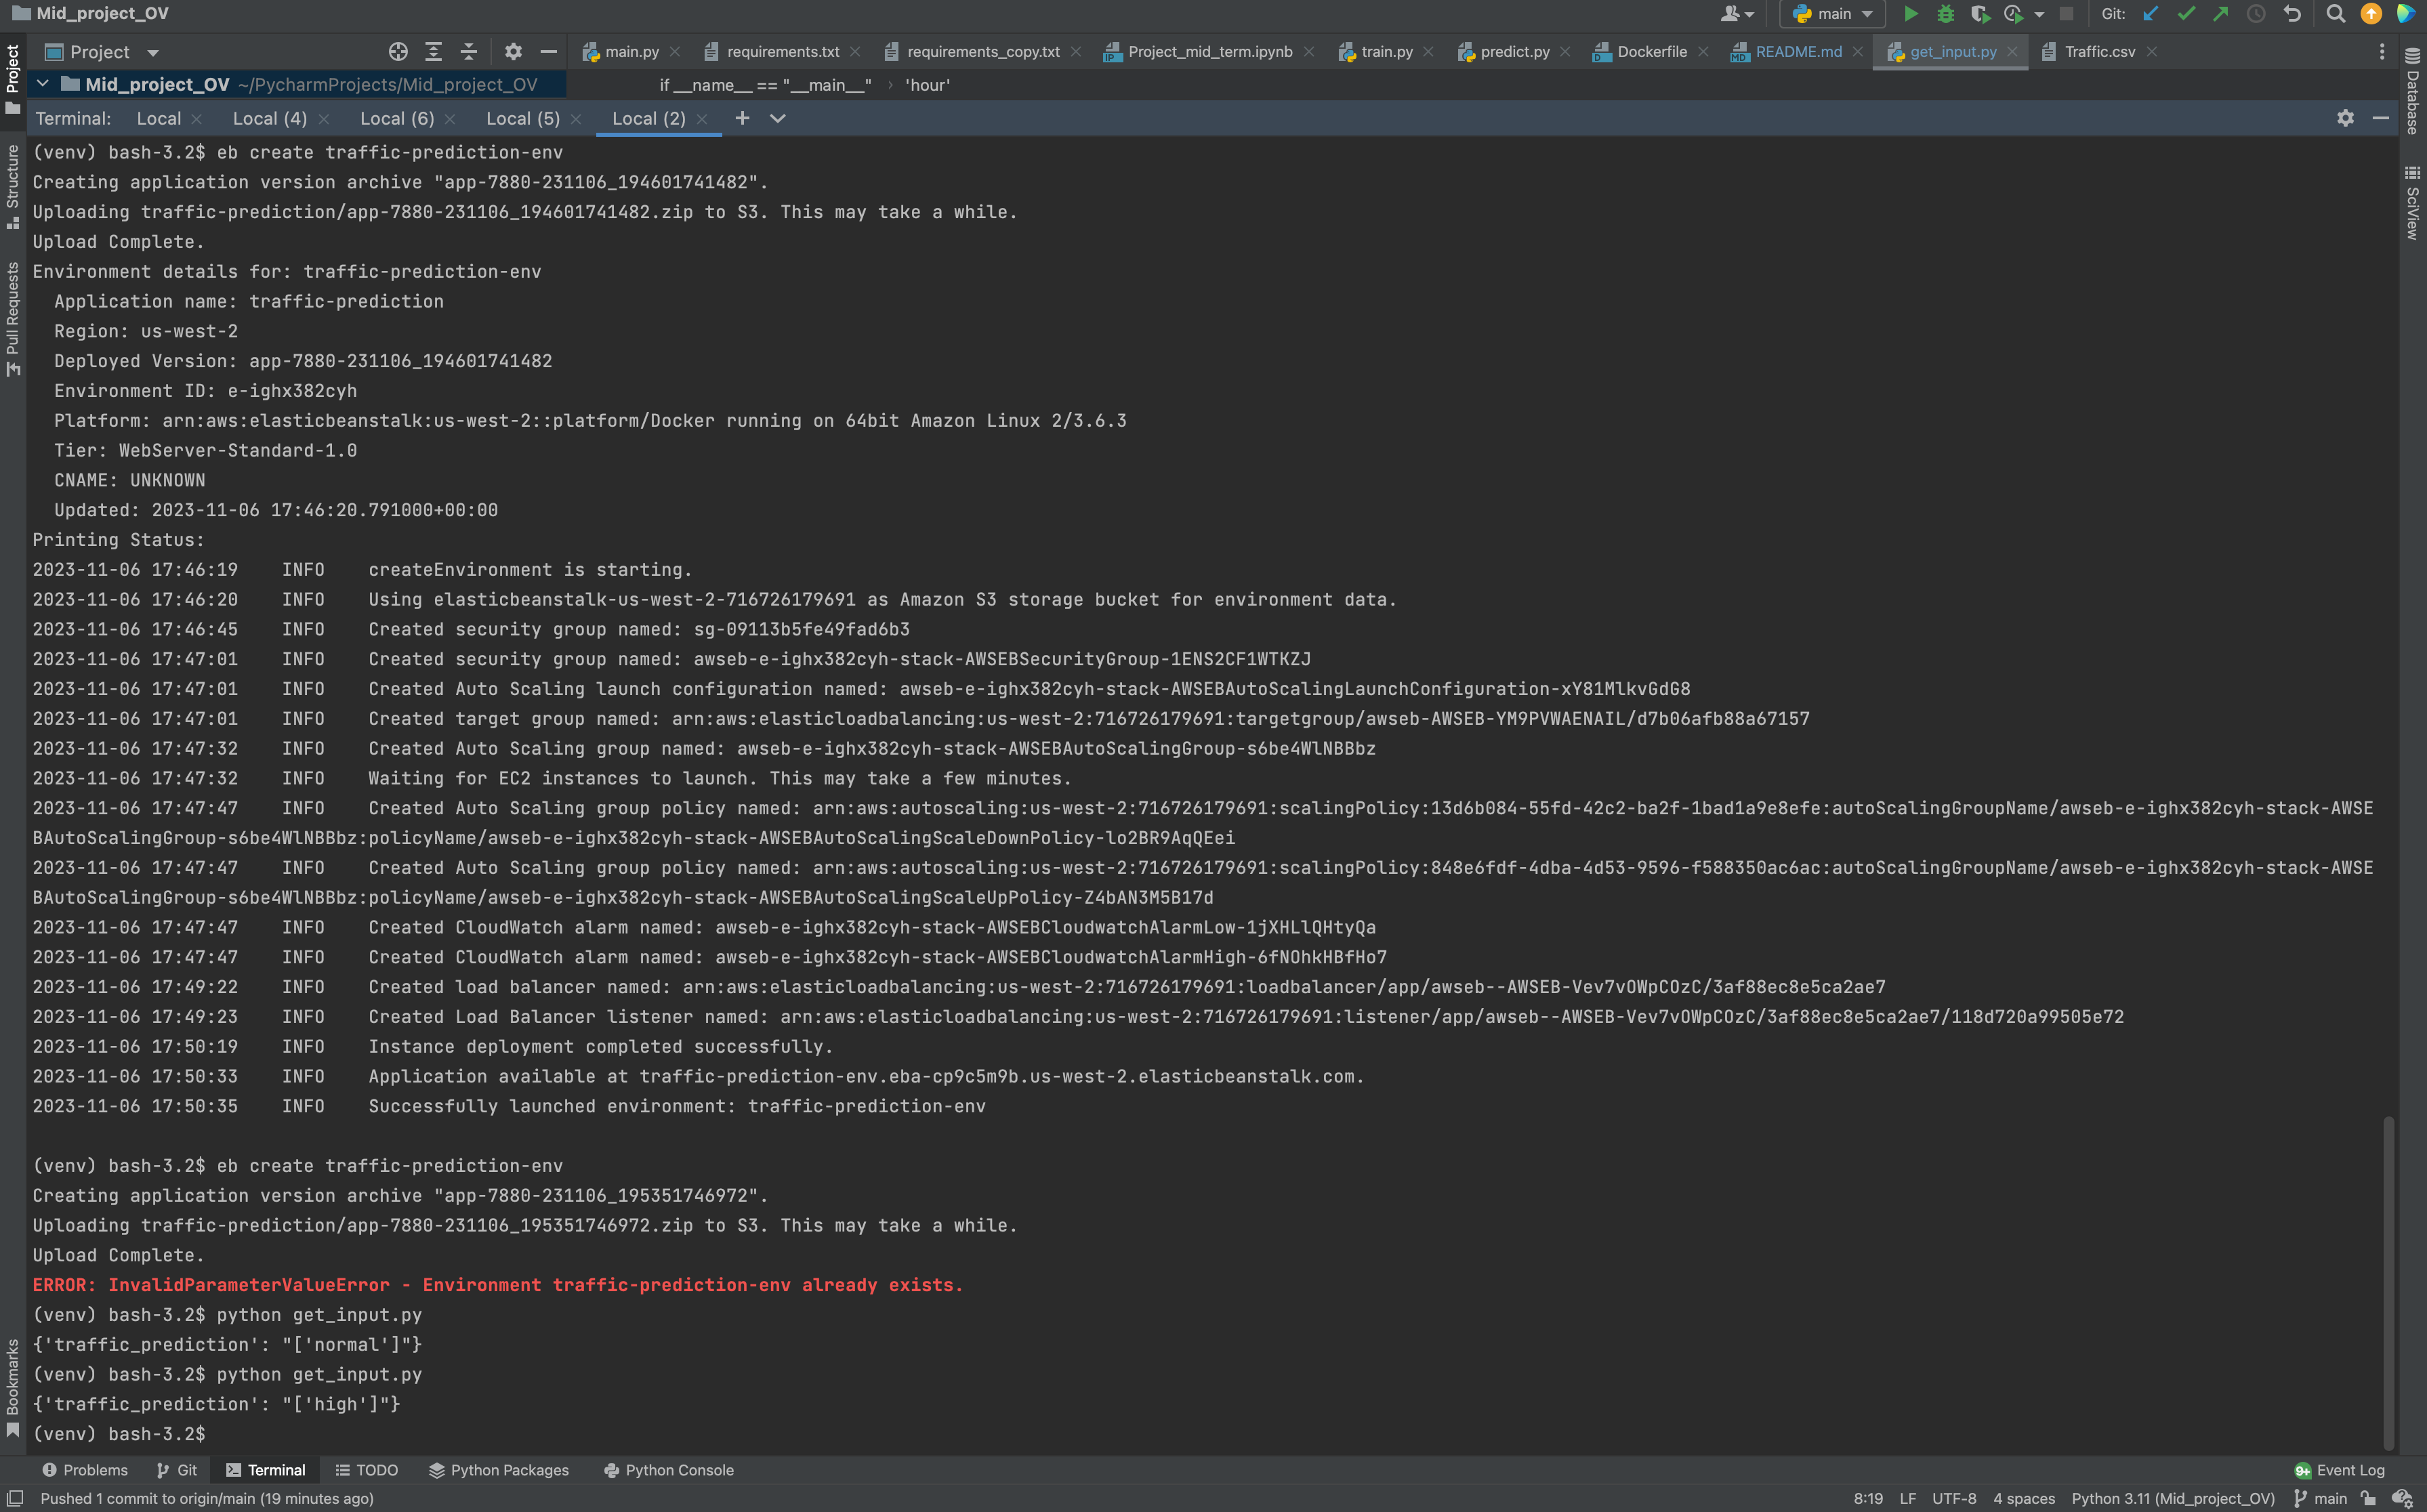 Mid_project_OV
main
Git:
Project
main.py
requirements.txt
requirements_copy.txt
Project_mid_term.ipynb
train.py
predict.py
Dockerfile
README.md
get_input.py
Traffic.csv
Mid_project_OV ~/PycharmProjects/Mid_project_OV
if __name__ == "__main__" › 'hour'
Terminal: Local Local (4) Local (6) Local (5) Local (2)
(venv) bash-3.2$ eb create traffic-prediction-env
Creating application version archive "app-7880-231106_194601741482".
Uploading traffic-prediction/app-7880-231106_194601741482.zip to S3. This may take a while.
Upload Complete.
Environment details for: traffic-prediction-env
Application name: traffic-prediction
Region: us-west-2
Deployed Version: app-7880-231106_194601741482
Environment ID: e-ighx382cyh
Platform: arn:aws:elasticbeanstalk:us-west-2::platform/Docker running on 64bit Amazon Linux 2/3.6.3
Tier: WebServer-Standard-1.0
CNAME: UNKNOWN
Updated: 2023-11-06 17:46:20.791000+00:00
Printing Status:
2023-11-06 17:46:19 INFO createEnvironment is starting.
2023-11-06 17:46:20 INFO Using elasticbeanstalk-us-west-2-716726179691 as Amazon S3 storage bucket for environment data.
2023-11-06 17:46:45 INFO Created security group named: sg-09113b5fe49fad6b3
2023-11-06 17:47:01 INFO Created security group named: awseb-e-ighx382cyh-stack-AWSEBSecurityGroup-1ENS2CF1WTKZJ
2023-11-06 17:47:01 INFO Created Auto Scaling launch configuration named: awseb-e-ighx382cyh-stack-AWSEBAutoScalingLaunchConfiguration-xY81MlkvGdG8
2023-11-06 17:47:01 INFO Created target group named: arn:aws:elasticloadbalancing:us-west-2:716726179691:targetgroup/awseb-AWSEB-YM9PVWAENAIL/d7b06afb88a67157
2023-11-06 17:47:32 INFO Created Auto Scaling group named: awseb-e-ighx382cyh-stack-AWSEBAutoScalingGroup-s6be4WlNBBbz
2023-11-06 17:47:32 INFO Waiting for EC2 instances to launch. This may take a few minutes.
2023-11-06 17:47:47 INFO Created Auto Scaling group policy named: arn:aws:autoscaling:us-west-2:716726179691:scalingPolicy:13d6b084-55fd-42c2-ba2f-1bad1a9e8efe:autoScalingGroupName/awseb-e-ighx382cyh-stack-AWSE
BAutoScalingGroup-s6be4WlNBBbz:policyName/awseb-e-ighx382cyh-stack-AWSEBAutoScalingScaleDownPolicy-lo2BR9AqQEei
2023-11-06 17:47:47 INFO Created Auto Scaling group policy named: arn:aws:autoscaling:us-west-2:716726179691:scalingPolicy:848e6fdf-4dba-4d53-9596-f588350ac6ac:autoScalingGroupName/awseb-e-ighx382cyh-stack-AWSE
BAutoScalingGroup-s6be4WlNBBbz:policyName/awseb-e-ighx382cyh-stack-AWSEBAutoScalingScaleUpPolicy-Z4bAN3M5B17d
2023-11-06 17:47:47 INFO Created CloudWatch alarm named: awseb-e-ighx382cyh-stack-AWSEBCloudwatchAlarmLow-1jXHLlQHtyQa
2023-11-06 17:47:47 INFO Created CloudWatch alarm named: awseb-e-ighx382cyh-stack-AWSEBCloudwatchAlarmHigh-6fNOhkHBfHo7
2023-11-06 17:49:22 INFO Created load balancer named: arn:aws:elasticloadbalancing:us-west-2:716726179691:loadbalancer/app/awseb--AWSEB-Vev7vOWpCOzC/3af88ec8e5ca2ae7
2023-11-06 17:49:23 INFO Created Load Balancer listener named: arn:aws:elasticloadbalancing:us-west-2:716726179691:listener/app/awseb--AWSEB-Vev7vOWpCOzC/3af88ec8e5ca2ae7/118d720a99505e72
2023-11-06 17:50:19 INFO Instance deployment completed successfully.
2023-11-06 17:50:33 INFO Application available at traffic-prediction-env.eba-cp9c5m9b.us-west-2.elasticbeanstalk.com.
2023-11-06 17:50:35 INFO Successfully launched environment: traffic-prediction-env
(venv) bash-3.2$ eb create traffic-prediction-env
Creating application version archive "app-7880-231106_195351746972".
Uploading traffic-prediction/app-7880-231106_195351746972.zip to S3. This may take a while.
Upload Complete.
ERROR: InvalidParameterValueError - Environment traffic-prediction-env already exists.
(venv) bash-3.2$ python get_input.py
{'traffic_prediction': "['normal']"}
(venv) bash-3.2$ python get_input.py
{'traffic_prediction': "['high']"}
(venv) bash-3.2$
Project
Structure
Pull Requests
Bookmarks
Database
SciView
Problems Git Terminal TODO Python Packages Python Console
9+ Event Log
Pushed 1 commit to origin/main (19 minutes ago)
8:19 LF UTF-8 4 spaces Python 3.11 (Mid_project_OV) main